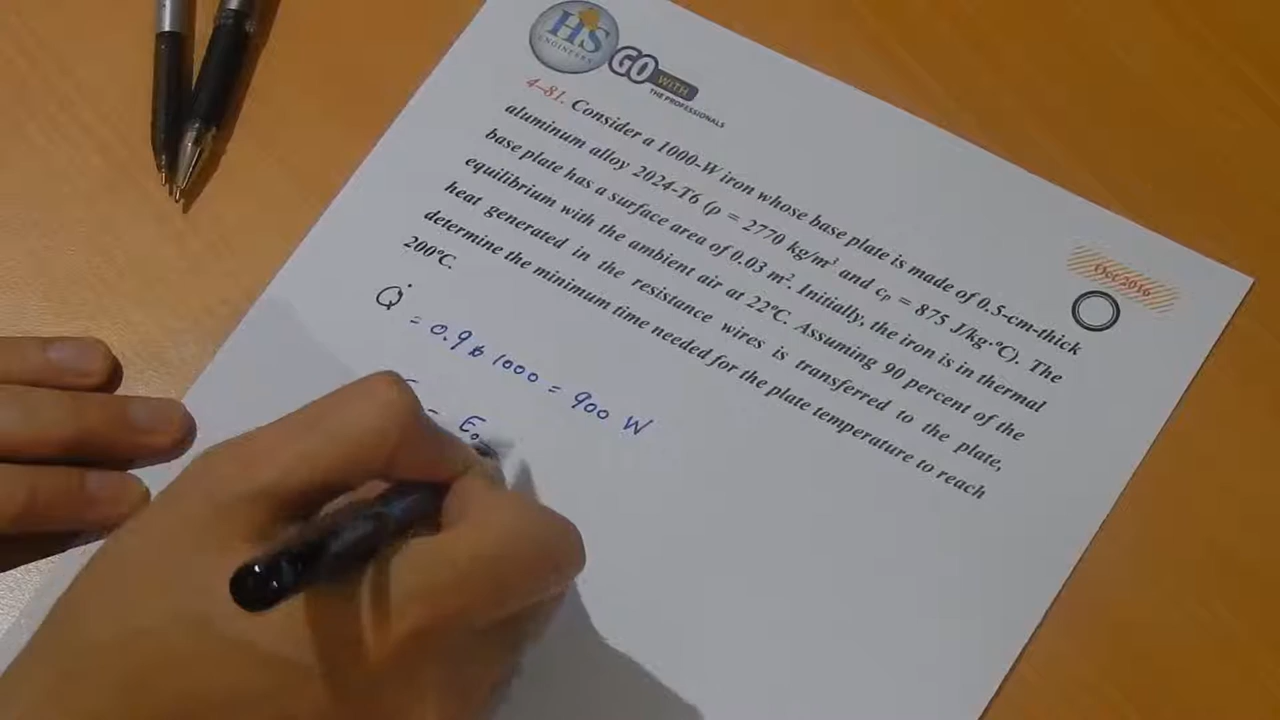 HS
ENGINEERS
GO WITH
THE PROFESSIONALS
4–81. Consider a 1000-W iron whose base plate is made of 0.5-cm-thick
aluminum alloy 2024-T6 (ρ = 2770 kg/m³ and cₚ = 875 J/kg·°C). The
base plate has a surface area of 0.03 m². Initially, the iron is in thermal
equilibrium with the ambient air at 22°C. Assuming 90 percent of the
heat generated in the resistance wires is transferred to the plate,
determine the minimum time needed for the plate temperature to reach
200°C.
Oct 2016
Q̇ = 0.9 * 1000 = 900 W
- E₀